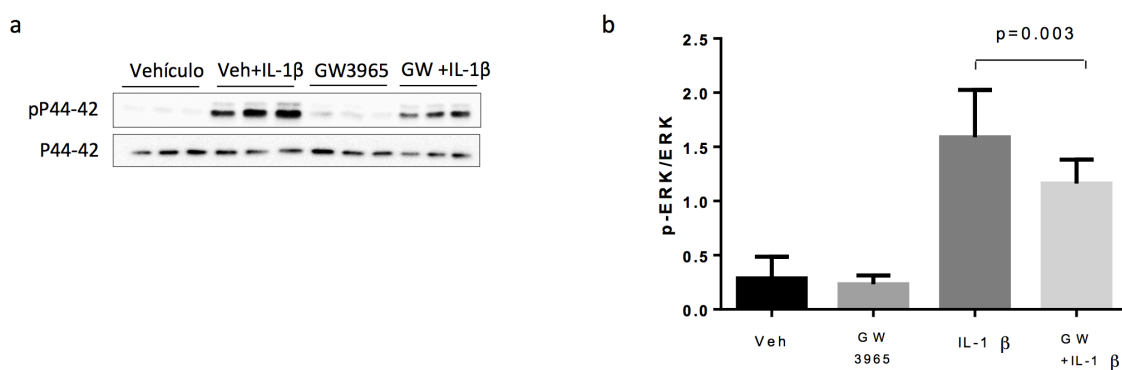 a
Vehículo Veh+IL-1β GW3965 GW +IL-1β
pP44-42
P44-42
b
p=0.003
2.5
2.0
1.5
1.0
0.5
0.0
p-ERK/ERK
Veh
GW
3965
IL-1 β
GW
+IL-1 β